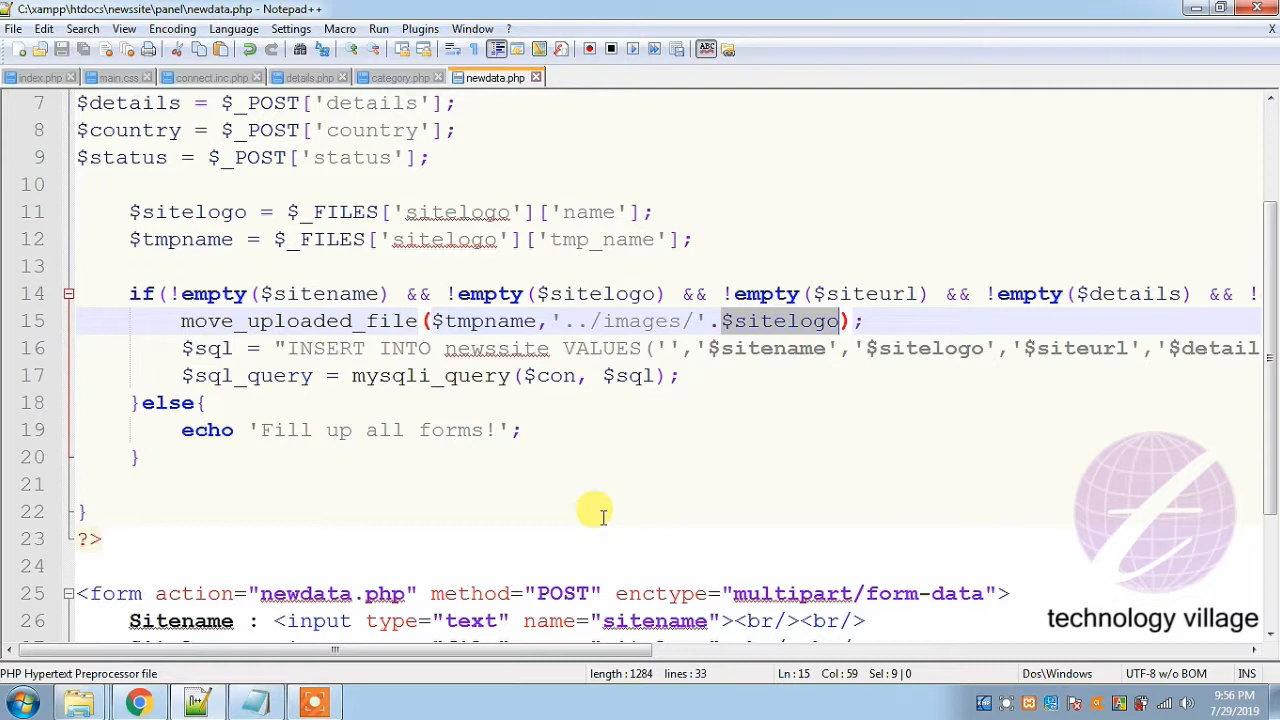 C:\xampp\htdocs\newssite\panel\newdata.php - Notepad++
File Edit Search View Encoding Language Settings Macro Run Plugins Window ? X
index.php main.css connect.inc.php details.php category.php newdata.php
7 $details = $_POST['details'];
8 $country = $_POST['country'];
9 $status = $_POST['status'];
10
11 $sitelogo = $_FILES['sitelogo']['name'];
12 $tmpname = $_FILES['sitelogo']['tmp_name'];
13
14 if(!empty($sitename) && !empty($sitelogo) && !empty($siteurl) && !empty($details) && !
15 move_uploaded_file($tmpname,'../images/'.$sitelogo);
16 $sql = "INSERT INTO newssite VALUES('','$sitename','$sitelogo','$siteurl','$detail
17 $sql_query = mysqli_query($con, $sql);
18 }else{
19 echo 'Fill up all forms!';
20 }
21
22 }
23 ?>
24
25 <form action="newdata.php" method="POST" enctype="multipart/form-data">
26 Sitename : <input type="text" name="sitename"><br/><br/>
technology village
PHP Hypertext Preprocessor file length : 1284 lines : 33 Ln : 15 Col : 59 Sel : 9 | 0 Dos\Windows UTF-8 w/o BOM INS
9:56 PM
7/29/2019